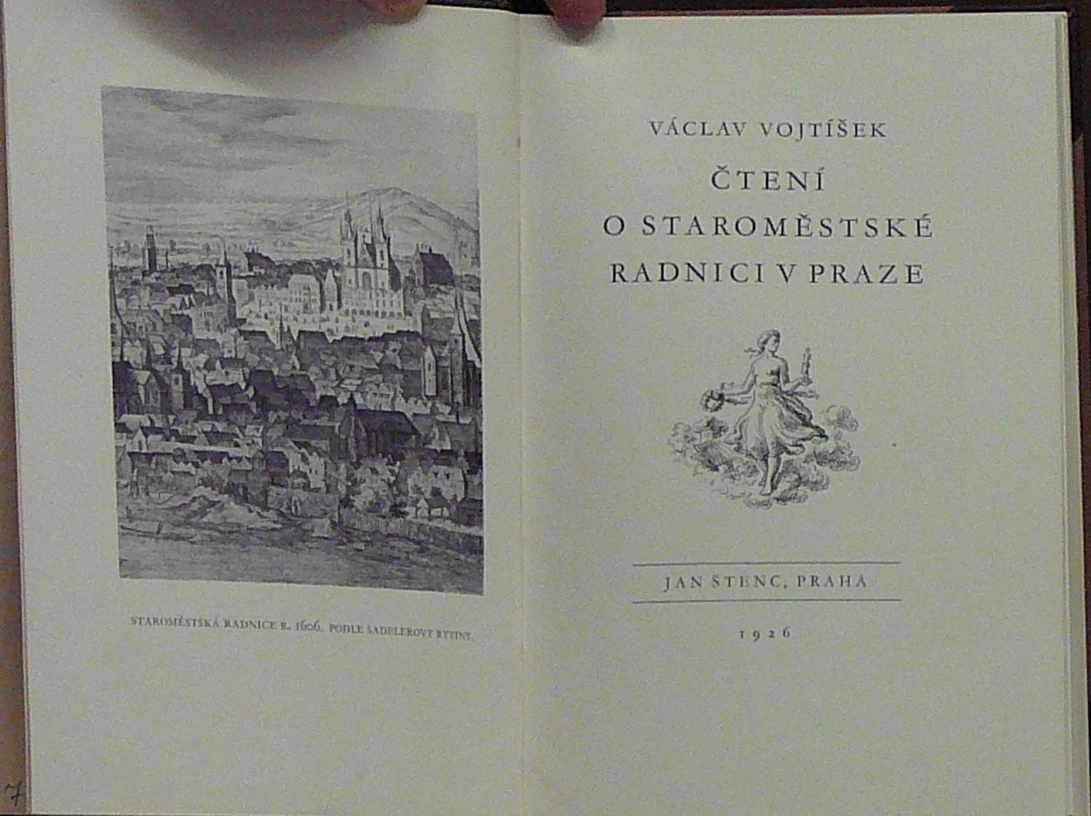 STAROMĚSTSKÁ RADNICE R. 1606. PODLE SADELEROVY RYTINY.
VÁCLAV VOJTÍŠEK
ČTENÍ
O STAROMĚSTSKÉ
RADNICI V PRAZE
JAN ŠTENC, PRAHA
1926